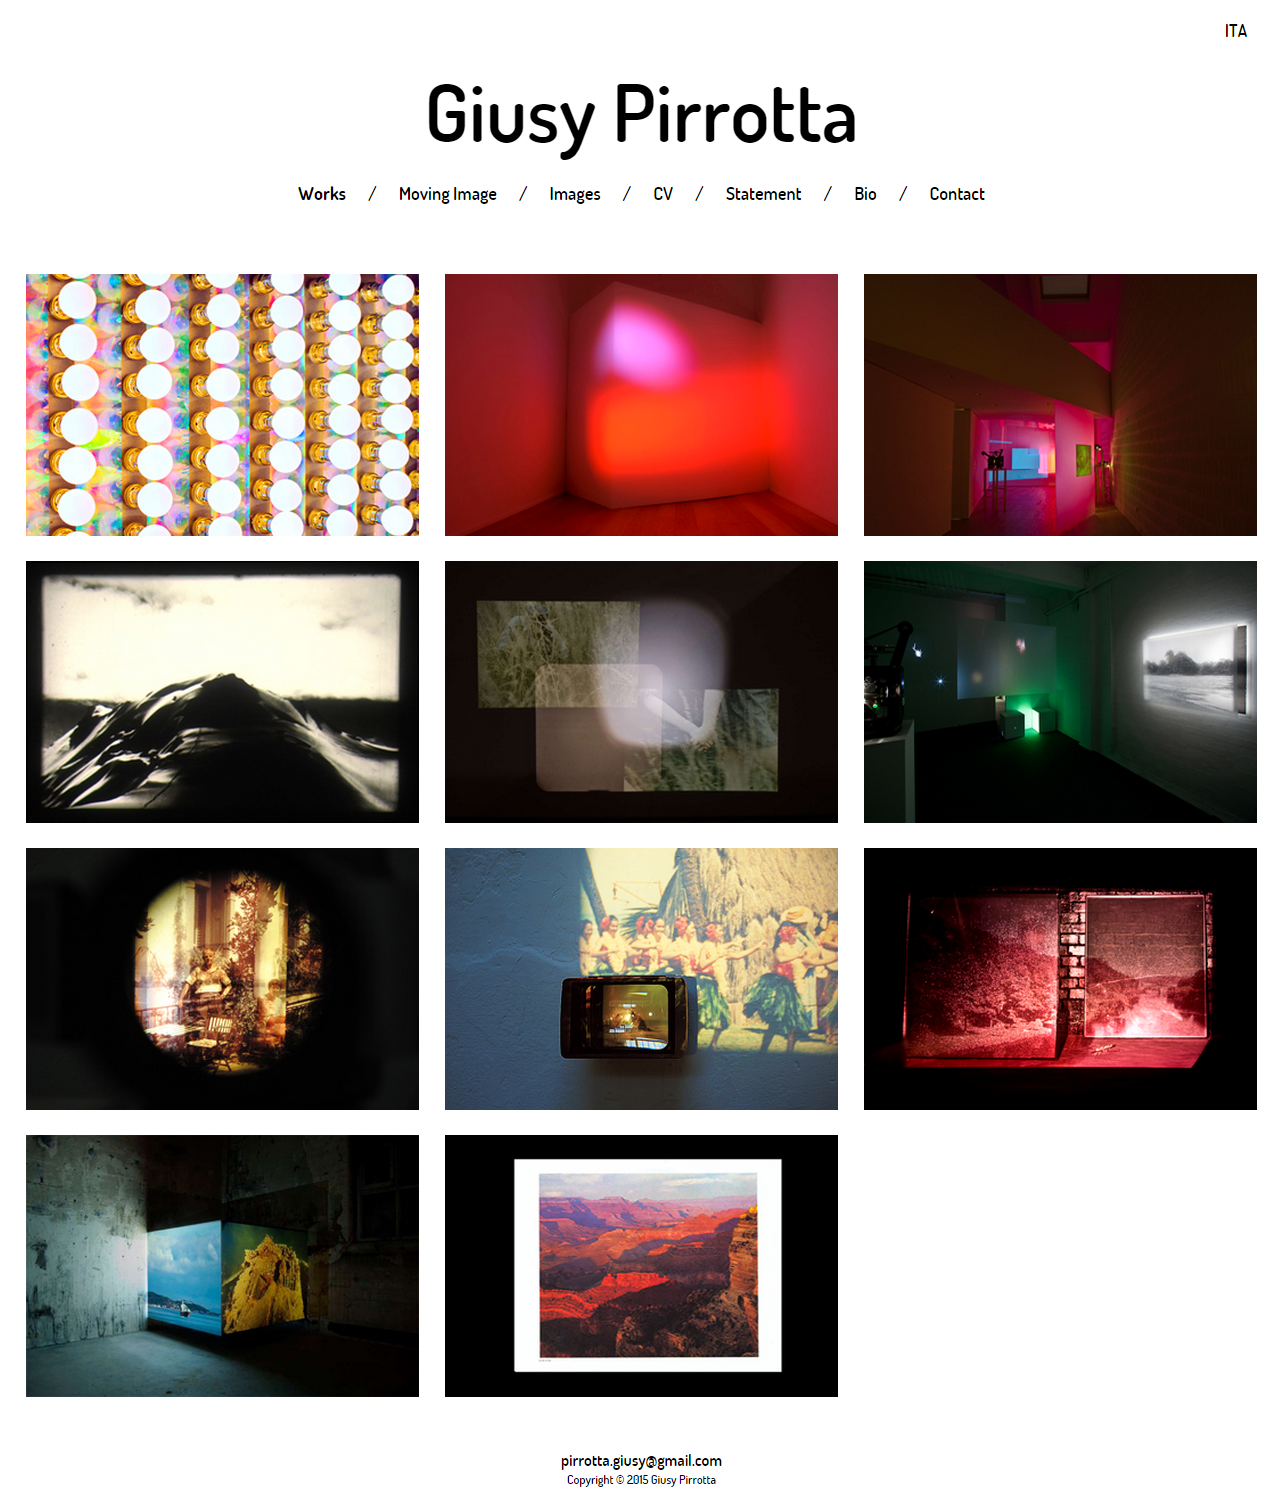 ITA
Giusy Pirrotta
Works / Moving Image / Images / CV / Statement / Bio / Contact
pirrotta.giusy@gmail.com
Copyright © 2015 Giusy Pirrotta